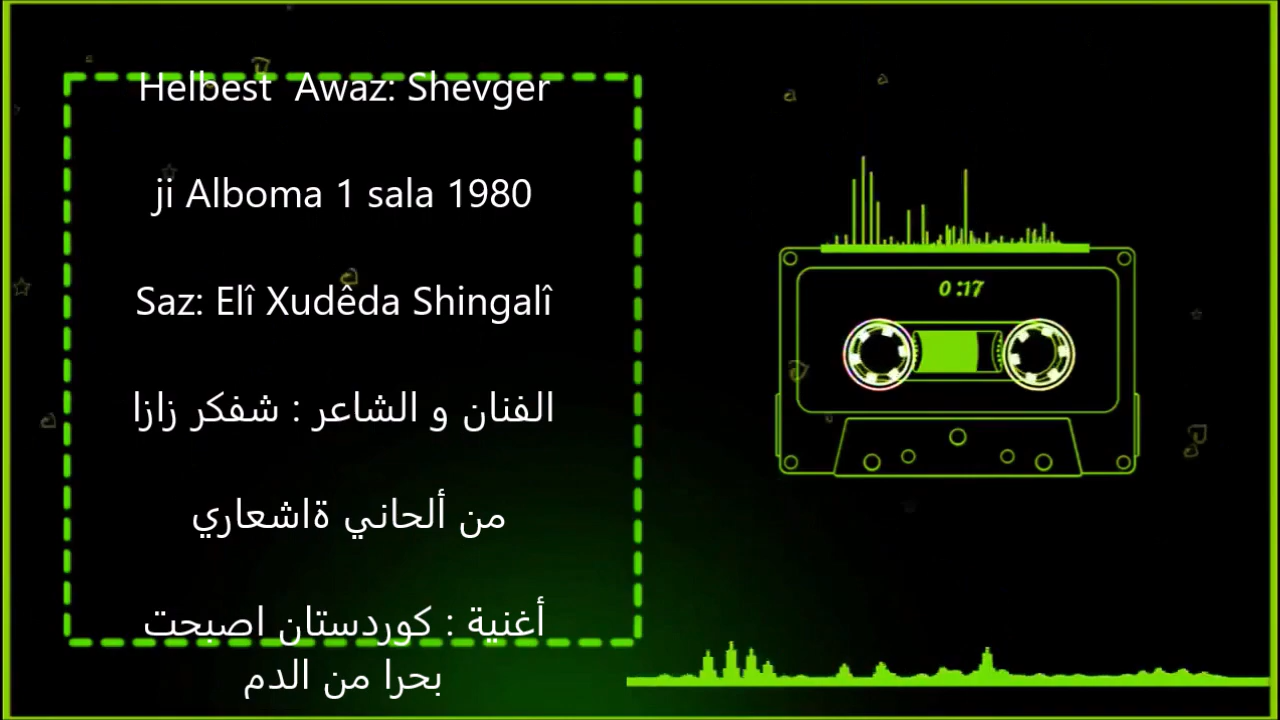 Helbest Awaz: Shevger
ji Alboma 1 sala 1980
Saz: Elî Xudêda Shingalî
الفنان و الشاعر : شفكر زازا
من ألحاني ةاشعاري
أغنية : كوردستان اصبحت
بحرا من الدم
0:17